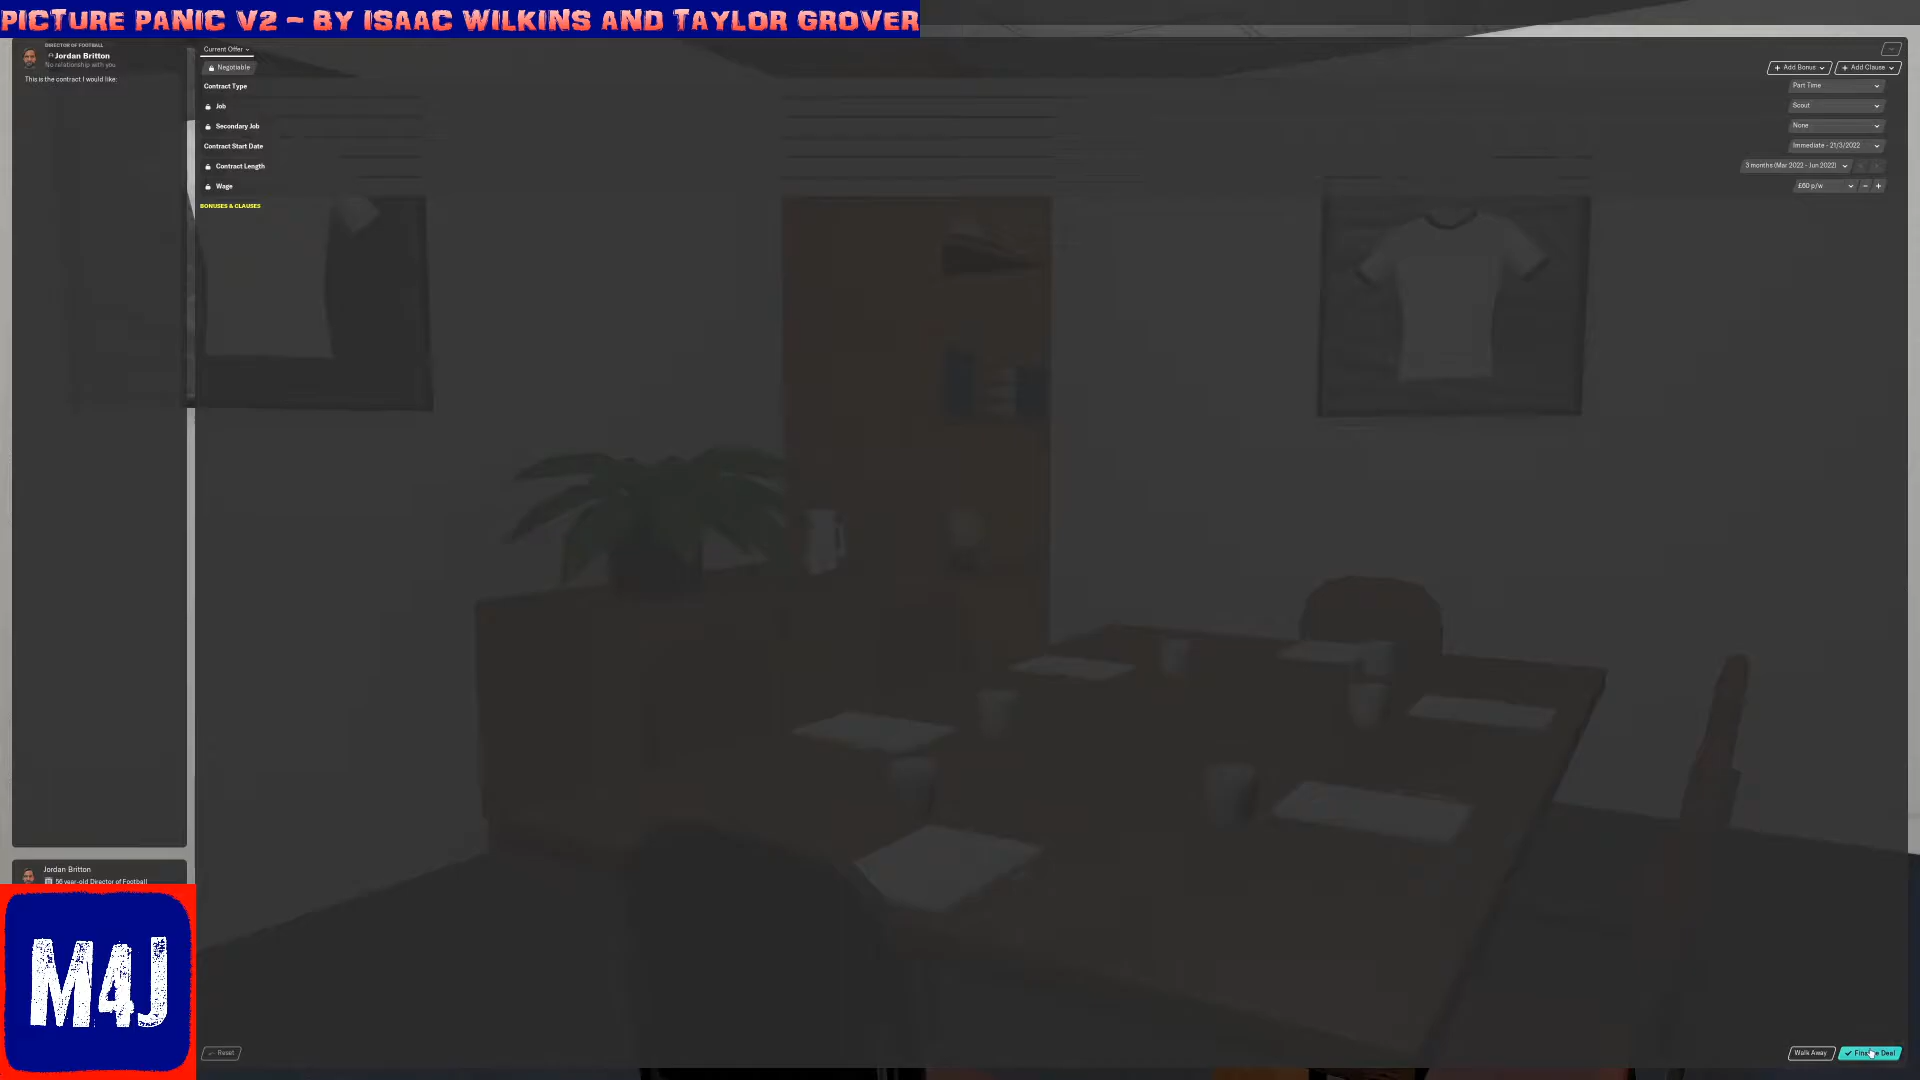 PICTURE PANIC V2 ~ BY ISAAC WILKINS AND TAYLOR GROVER
DIRECTOR OF FOOTBALL
Jordan Britton
No relationship with you
This is the contract I would like:
Current Offer
Negotiable
Add Bonus
Add Clause
Contract Type
Part Time
Job
Scout
Secondary Job
None
Contract Start Date
Immediate - 21/3/2022
Contract Length
3 months (Mar 2022 - Jun 2022)
Wage
£60 p/w
BONUSES & CLAUSES
Jordan Britton
56 year-old Director of Football
M4J
Reset
Walk Away
Deal